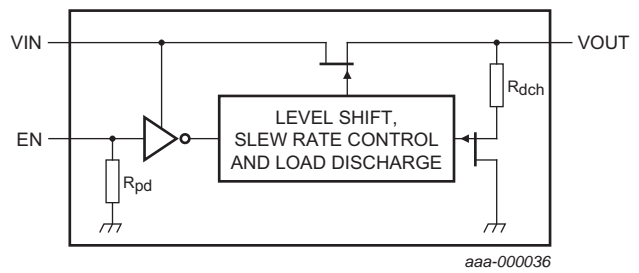 VIN
VOUT
Rdch
LEVEL SHIFT,
SLEW RATE CONTROL
AND LOAD DISCHARGE
EN
Rpd
aaa-000036